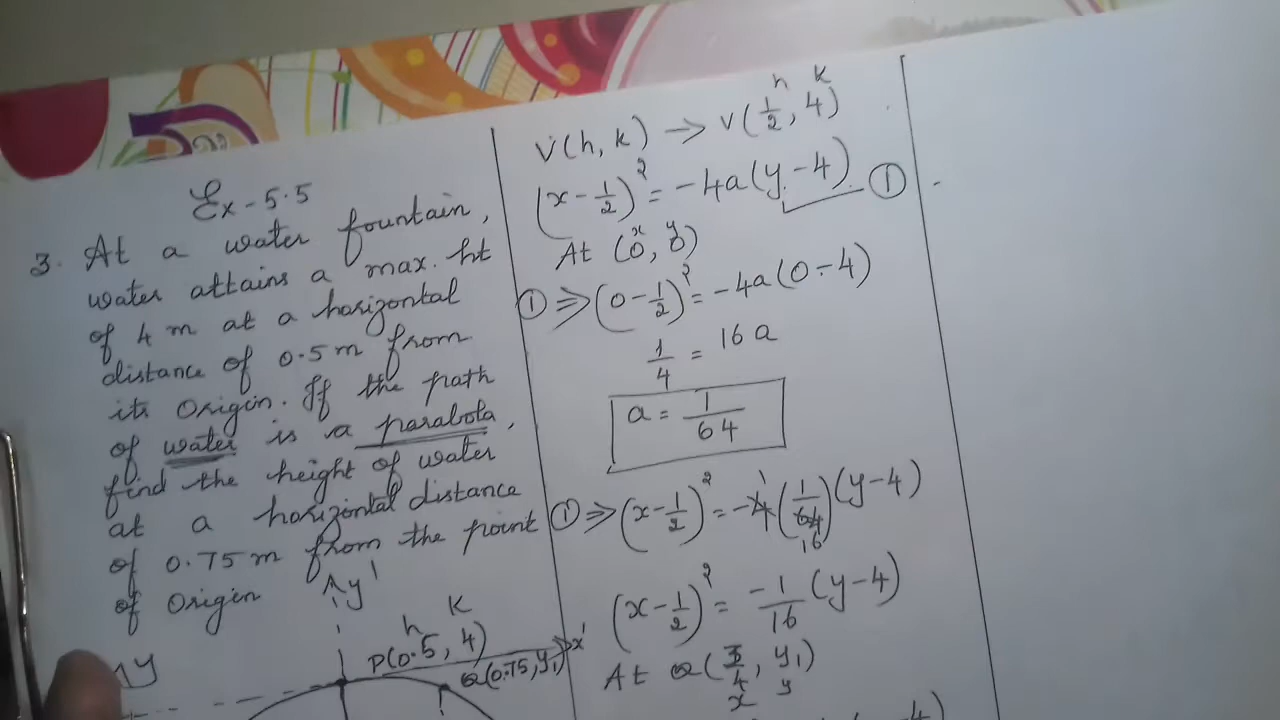 Ex - 5.5
3. At a water fountain,
water attains a max. ht
of 4 m at a horizontal
distance of 0.5 m from
its Origin. If the path
of water is a parabola,
find the height of water
at a horizontal distance
of 0.75 m from the point
of Origin
y'
h k
P(0.5, 4)
x'
Q(0.75, y₁)
y
h k
V(h, k) → V(1/2, 4)
(x - 1/2)² = -4a(y - 4) ①
x y
At (0, 0)
① ⇒ (0 - 1/2)² = -4a(0 - 4)
1/4 = 16 a
a = 1/64
① ⇒ (x - 1/2)² = -4(1/64)(y - 4)
1
16
(x - 1/2)² = -1/16 (y - 4)
At Q(3/4, y₁)
x y